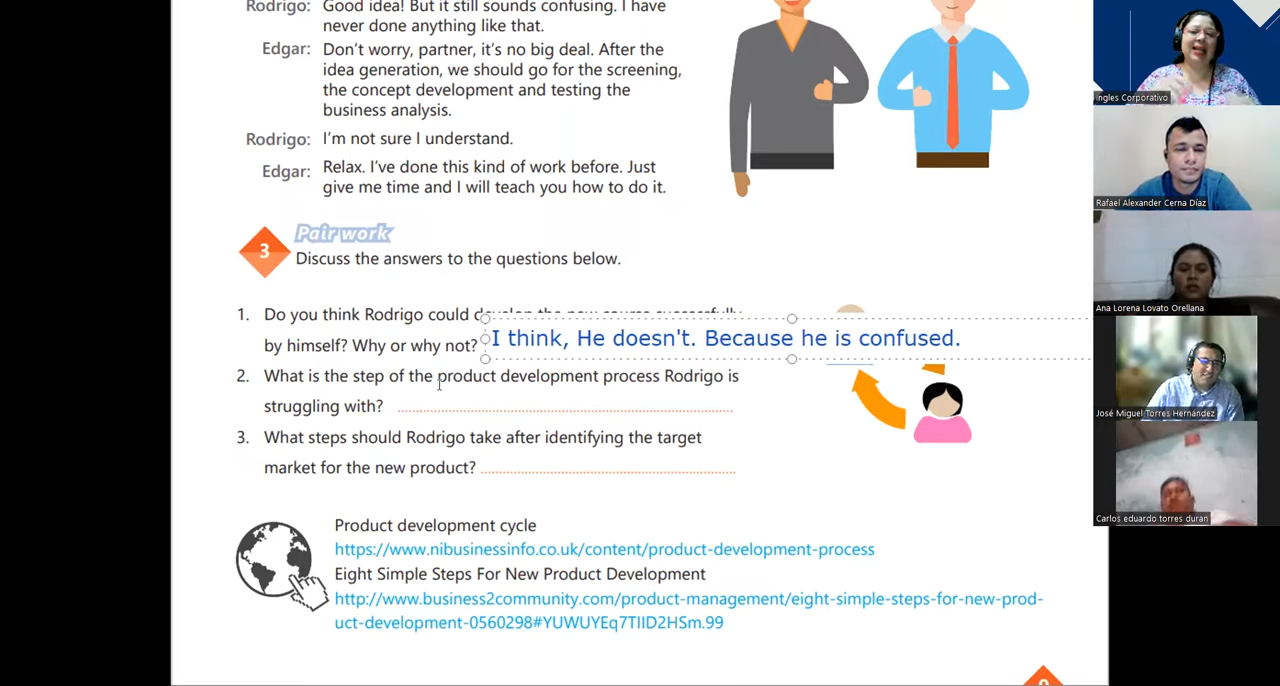 Rodrigo: Good idea! But it still sounds confusing. I have
never done anything like that.
Edgar: Don't worry, partner, it's no big deal. After the
idea generation, we should go for the screening,
the concept development and testing the
business analysis.
Rodrigo: I'm not sure I understand.
Edgar: Relax. I've done this kind of work before. Just
give me time and I will teach you how to do it.
3
Pair work
Discuss the answers to the questions below.
1. Do you think Rodrigo could develop the new course successfully
by himself? Why or why not?
I think, He doesn't. Because he is confused.
2. What is the step of the product development process Rodrigo is
struggling with?
3. What steps should Rodrigo take after identifying the target
market for the new product?
Product development cycle
https://www.nibusinessinfo.co.uk/content/product-development-process
Eight Simple Steps For New Product Development
http://www.business2community.com/product-management/eight-simple-steps-for-new-prod-
uct-development-0560298#YUWUYEq7TIID2HSm.99
Ingles Corporativo
Rafael Alexander Cerna Díaz
Ana Lorena Lovato Orellana
José Miguel Torres Hernández
Carlos eduardo torres duran